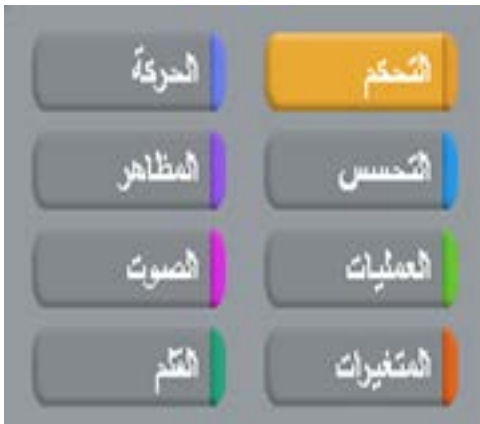 التحكم
الحركة
التحسس
المظاهر
العمليات
الصوت
المتغيرات
القلم